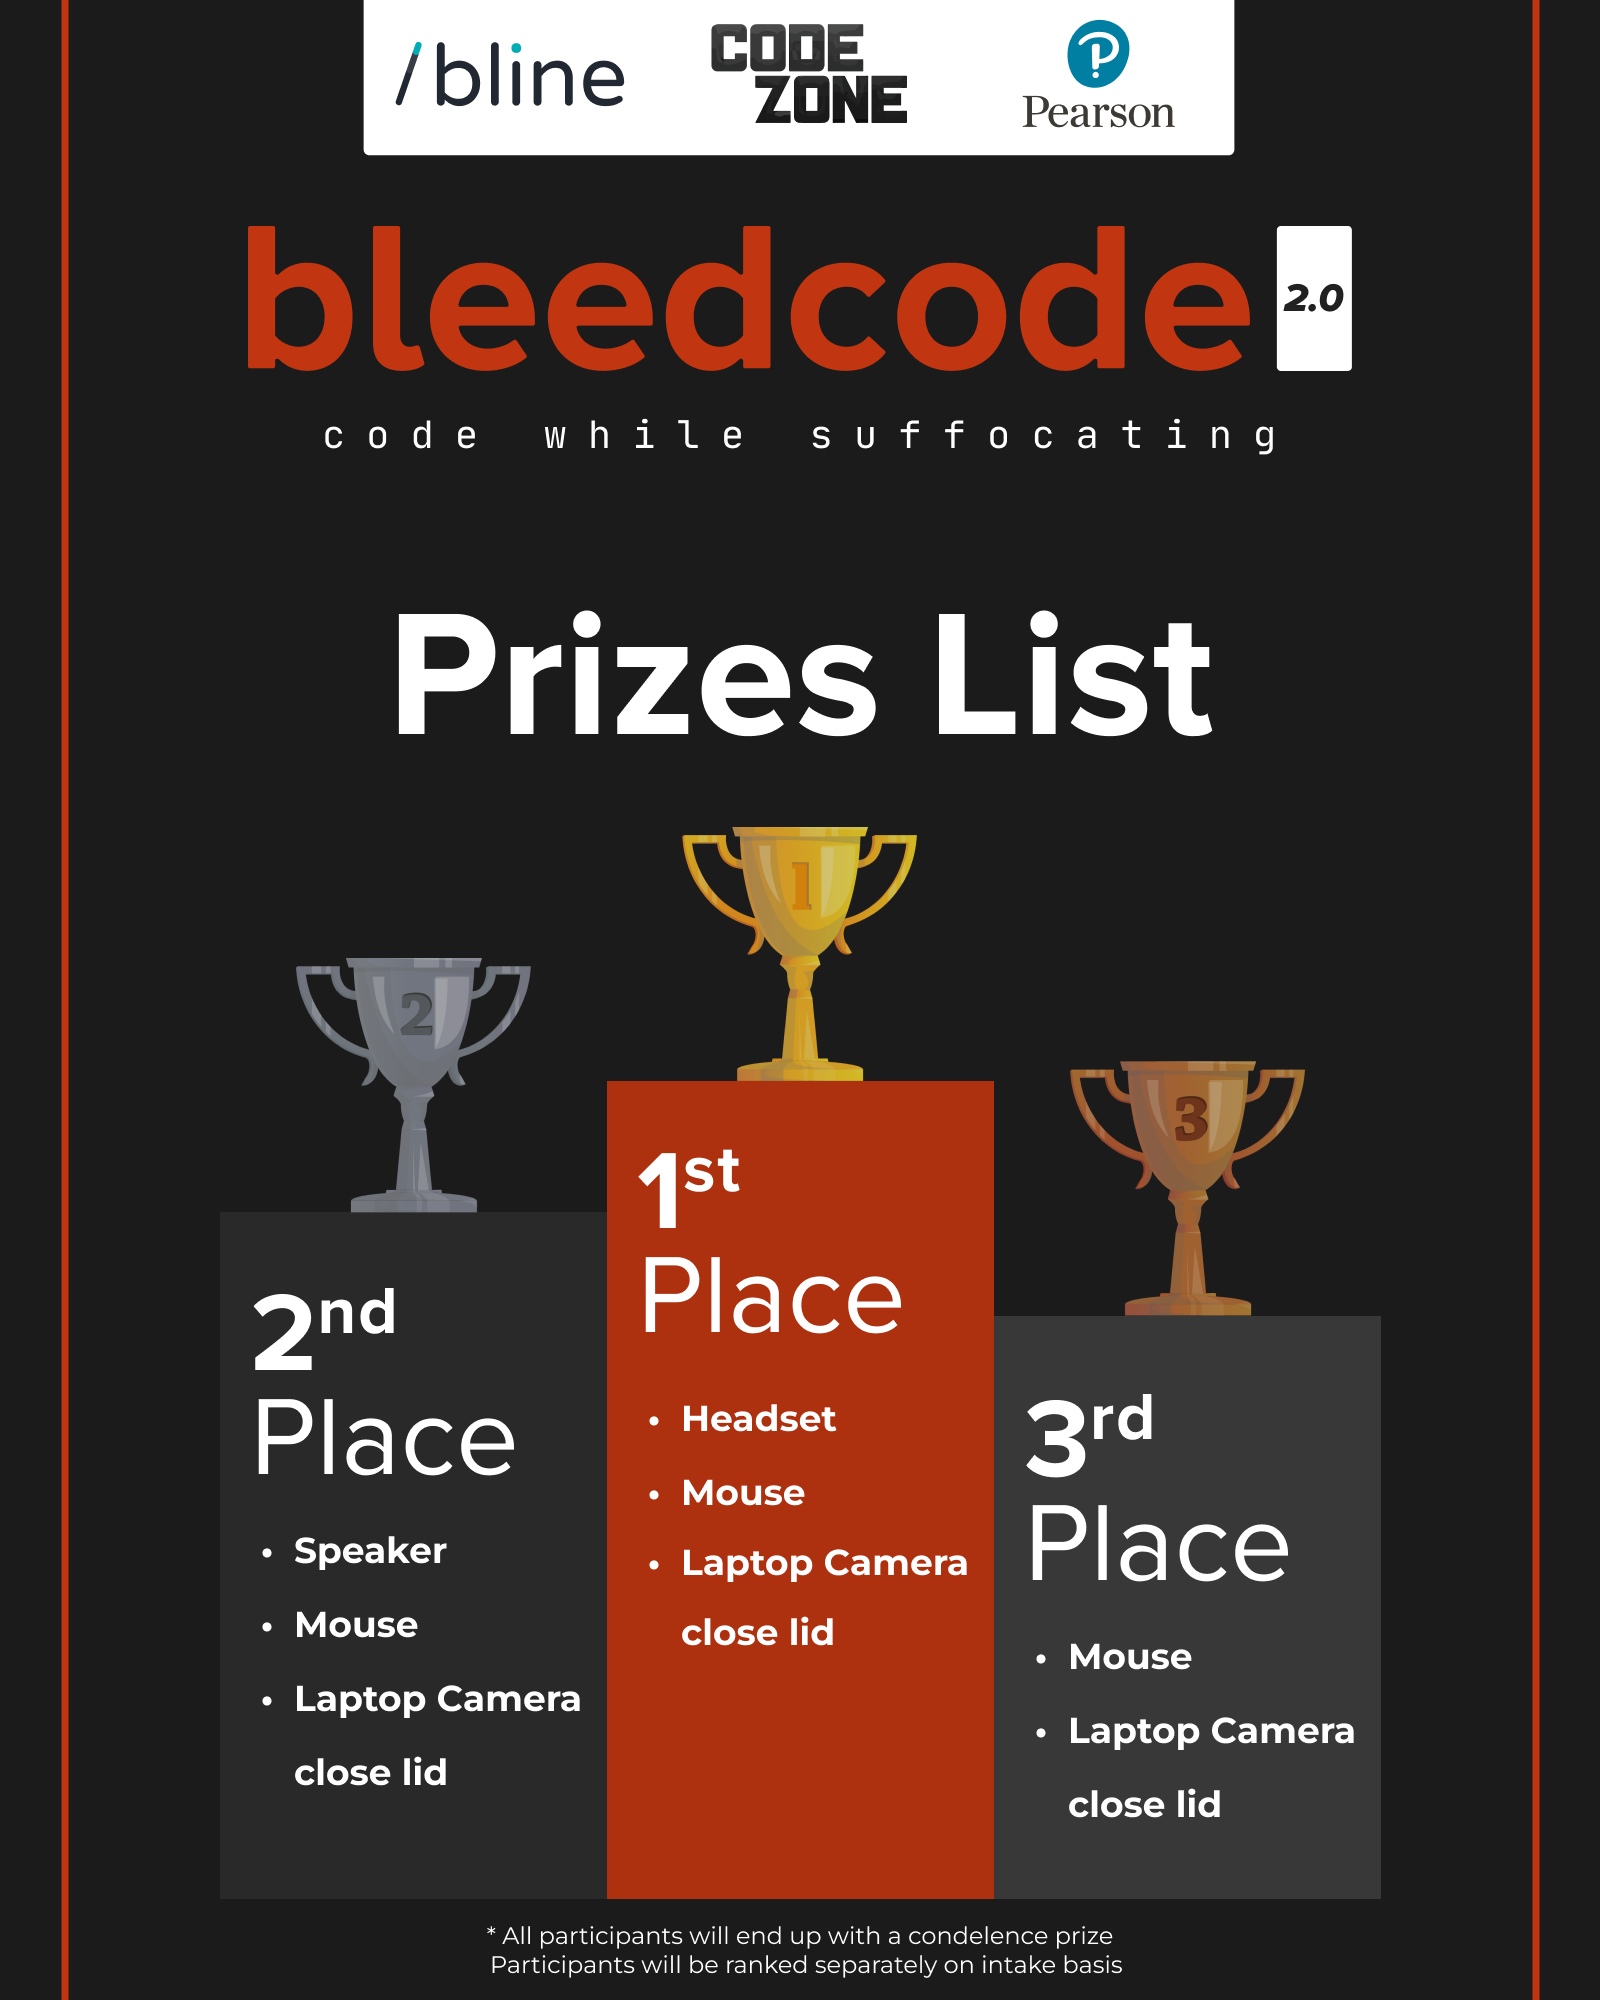 /bline
CODE
ZONE
Pearson
bleedcode 2.0
code while suffocating
Prizes List
1
2
3
1st
Place
• Headset
• Mouse
• Laptop Camera
close lid
2nd
Place
• Speaker
• Mouse
• Laptop Camera
close lid
3rd
Place
• Mouse
• Laptop Camera
close lid
* All participants will end up with a condelence prize
Participants will be ranked separately on intake basis